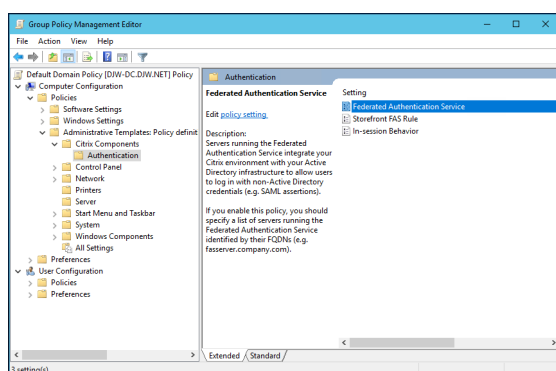 Group Policy Management Editor
File Action View Help
Default Domain Policy [DJW-DC.DJW.NET] Policy
Computer Configuration
Policies
Software Settings
Windows Settings
Administrative Templates: Policy definit
Citrix Components
Authentication
Control Panel
Network
Printers
Server
Start Menu and Taskbar
System
Windows Components
All Settings
Preferences
User Configuration
Policies
Preferences
Authentication
Federated Authentication Service
Edit policy setting
Description:
Servers running the Federated
Authentication Service integrate your
Citrix environment with your Active
Directory infrastructure to allow users
to log in with non-Active Directory
credentials (e.g. SAML assertions).
If you enable this policy, you should
specify a list of servers running the
Federated Authentication Service
identified by their FQDNs (e.g.
fasserver.company.com).
Setting
Federated Authentication Service
Storefront FAS Rule
In-session Behavior
Extended Standard
3 setting(s)